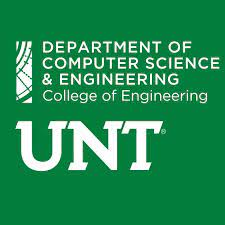 DEPARTMENT OF
COMPUTER SCIENCE
& ENGINEERING
College of Engineering
UNT®